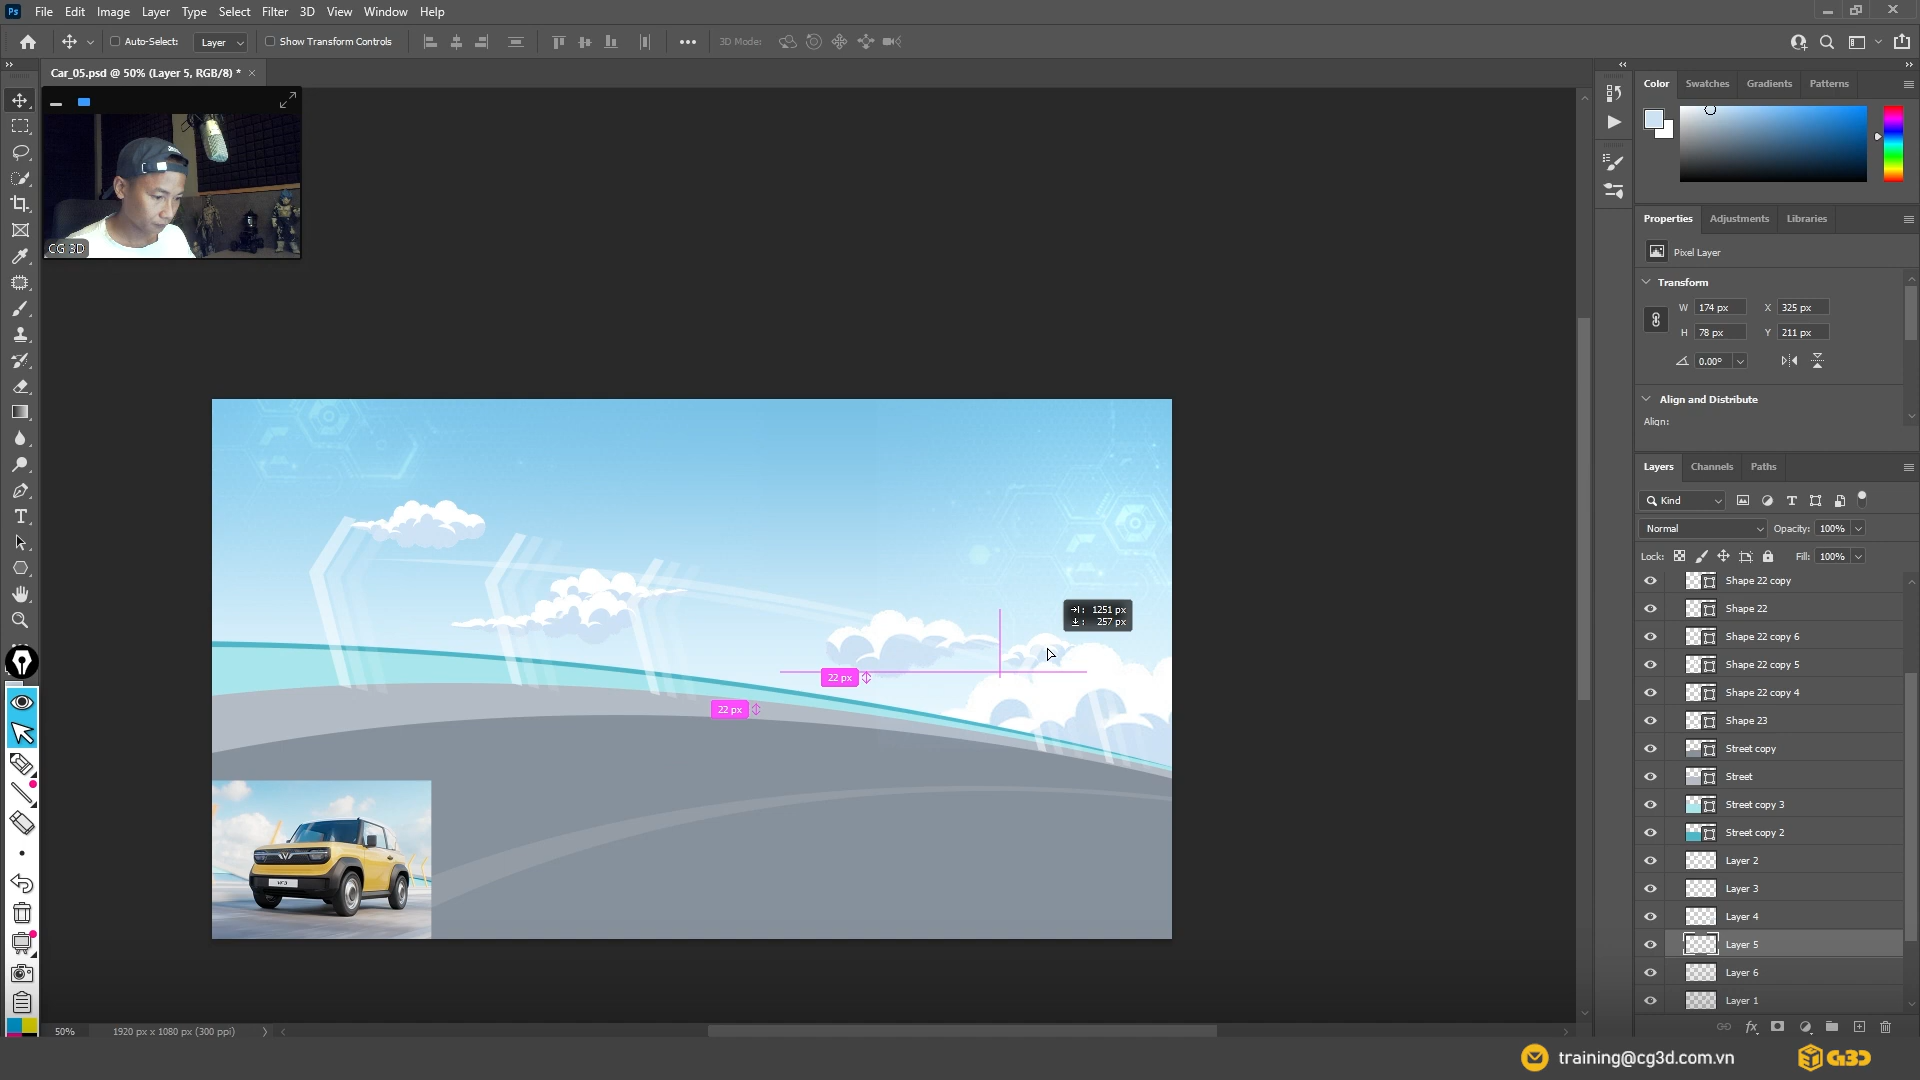 Ps File Edit Image Layer Type Select Filter 3D View Window Help
Auto-Select: Layer Show Transform Controls 3D Mode:
Car_05.psd @ 50% (Layer 5, RGB/8) *
CG 3D
Color Swatches Gradients Patterns
Properties Adjustments Libraries
Pixel Layer
Transform
W 174 px X 325 px
H 78 px Y 211 px
0.00°
Align and Distribute
Align:
Layers Channels Paths
Kind
Normal Opacity: 100%
Lock: Fill: 100%
Shape 22 copy
Shape 22
Shape 22 copy 6
Shape 22 copy 5
Shape 22 copy 4
Shape 23
Street copy
Street
Street copy 3
Street copy 2
Layer 2
Layer 3
Layer 4
Layer 5
Layer 6
Layer 1
fx
1251 px
257 px
22 px
22 px
50% 1920 px x 1080 px (300 ppi)
training@cg3d.com.vn
CG3D